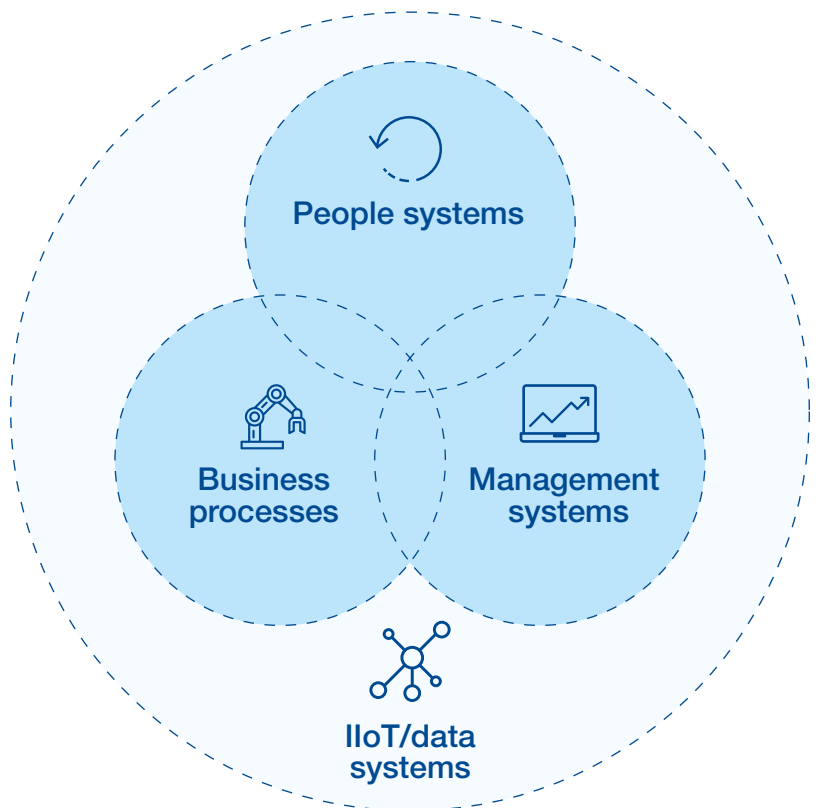 People systems
Business
processes
Management
systems
IIoT/data
systems